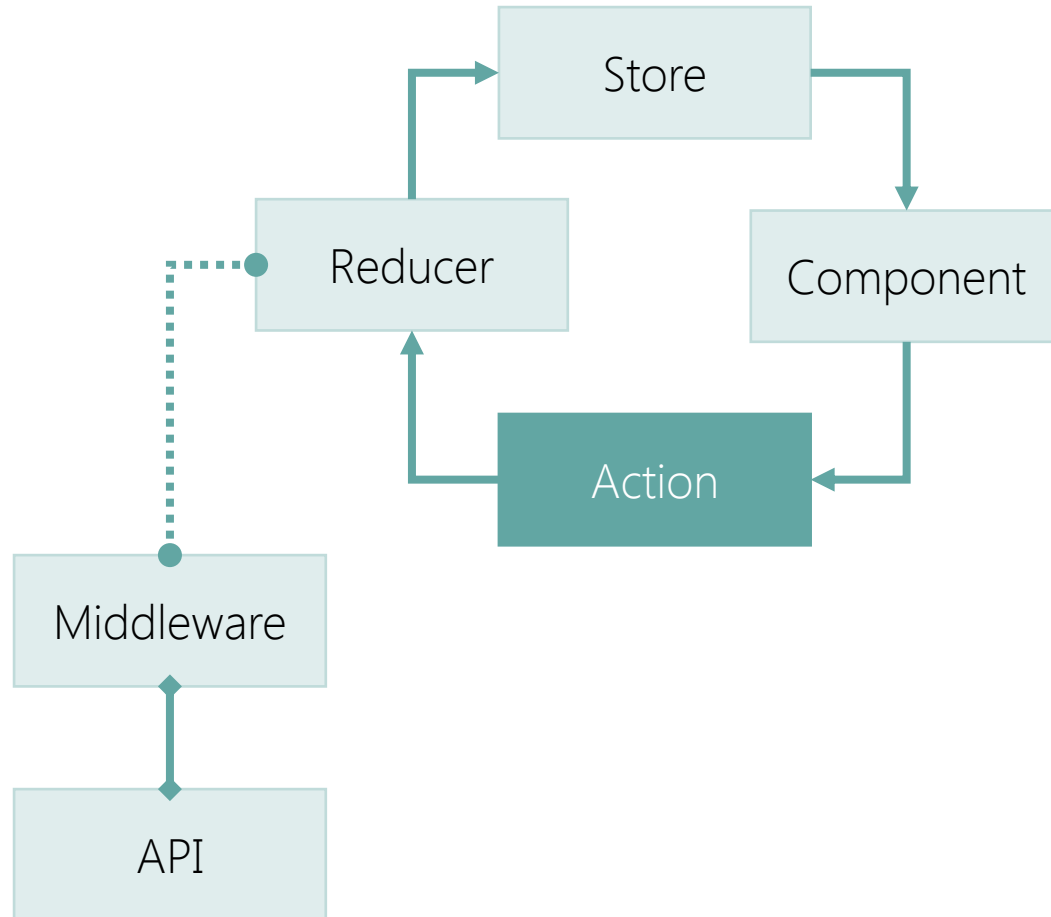 Store
Reducer
Component
Action
Middleware
API